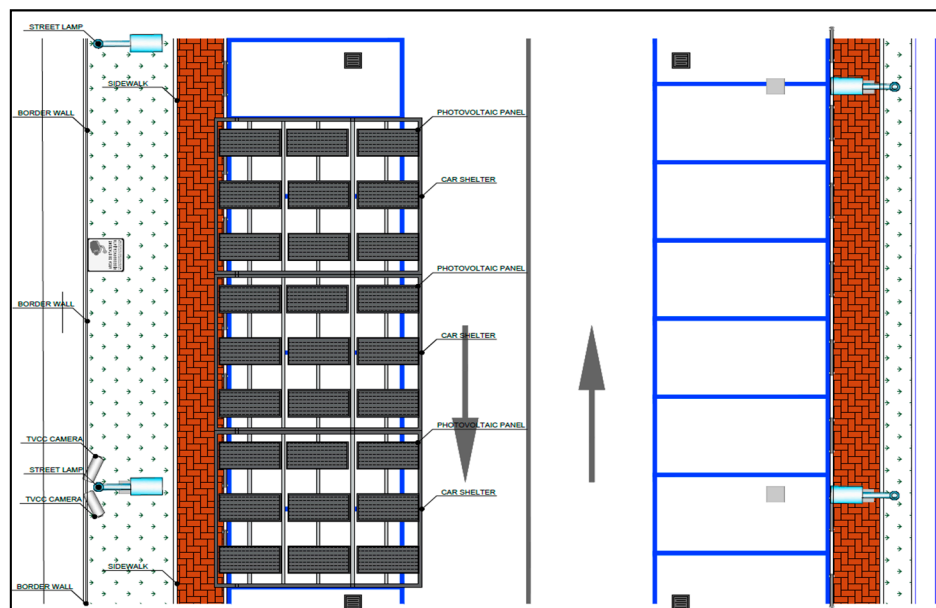 STREET LAMP
SIDEWALK
BORDER WALL
PHOTOVOLTAIC PANEL
CAR SHELTER
PHOTOVOLTAIC PANEL
BORDER WALL
CAR SHELTER
PHOTOVOLTAIC PANEL
TVCC CAMERA
STREET LAMP
CAR SHELTER
TVCC CAMERA
SIDEWALK
BORDER WALL